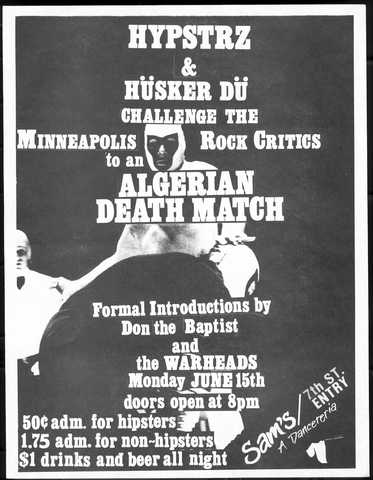 HYPSTRZ
&
HÜSKER DÜ
CHALLENGE THE
MINNEAPOLIS ROCK CRITICS
to an
ALGERIAN
DEATH MATCH
Formal Introductions by
Don the Baptist
and
the WARHEADS
Monday JUNE 15th
doors open at 8pm
50¢ adm. for hipsters
1.75 adm. for non-hipsters
$1 drinks and beer all night
Sam's / 7th ST. ENTRY
A Danceteria